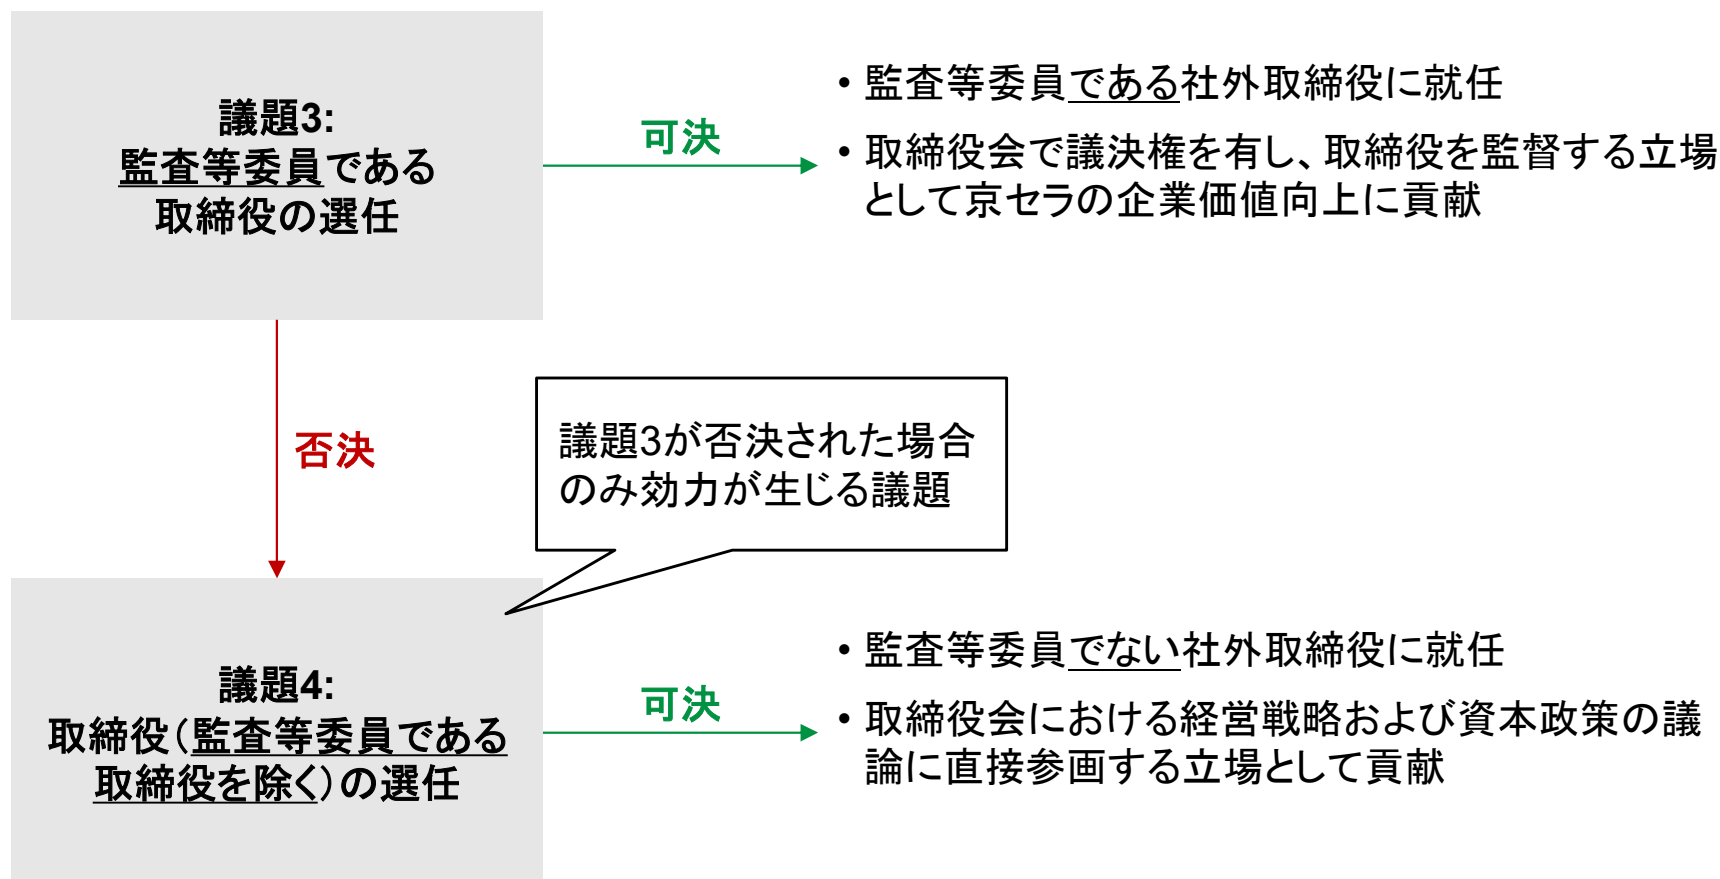 議題3:
監査等委員である
取締役の選任
可決
• 監査等委員である社外取締役に就任
• 取締役会で議決権を有し、取締役を監督する立場
として京セラの企業価値向上に貢献
否決
議題3が否決された場合
のみ効力が生じる議題
議題4:
取締役（監査等委員である
取締役を除く）の選任
可決
• 監査等委員でない社外取締役に就任
• 取締役会における経営戦略および資本政策の議
論に直接参画する立場として貢献